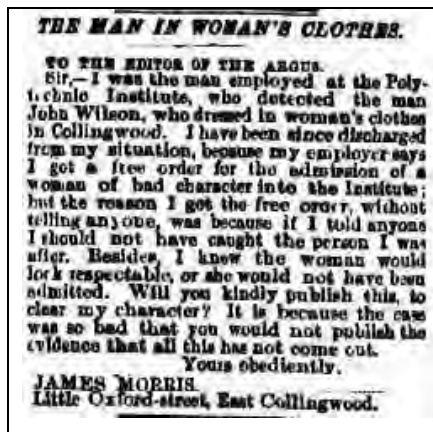 THE MAN IN WOMAN'S CLOTHES.
TO THE EDITOR OF THE ARGUS.
Sir,—I was the man employed at the Poly-
technic Institute, who detected the man
John Wilson, who dressed in woman's clothes
in Collingwood. I have been since discharged
from my situation, because my employer says
I got a free order for the admission of a
woman of bad character into the Institute;
but the reason I got the free order, without
telling anyone, was because if I told anyone
I should not have caught the person I was
after. Besides, I knew the woman would
look respectable, or she would not have been
admitted. Will you kindly publish this, to
clear my character? It is because the case
was so bad that you would not publish the
evidence that all this has not come out.
Yours obediently.
JAMES MORRIS.
Little Oxford-street, East Collingwood.